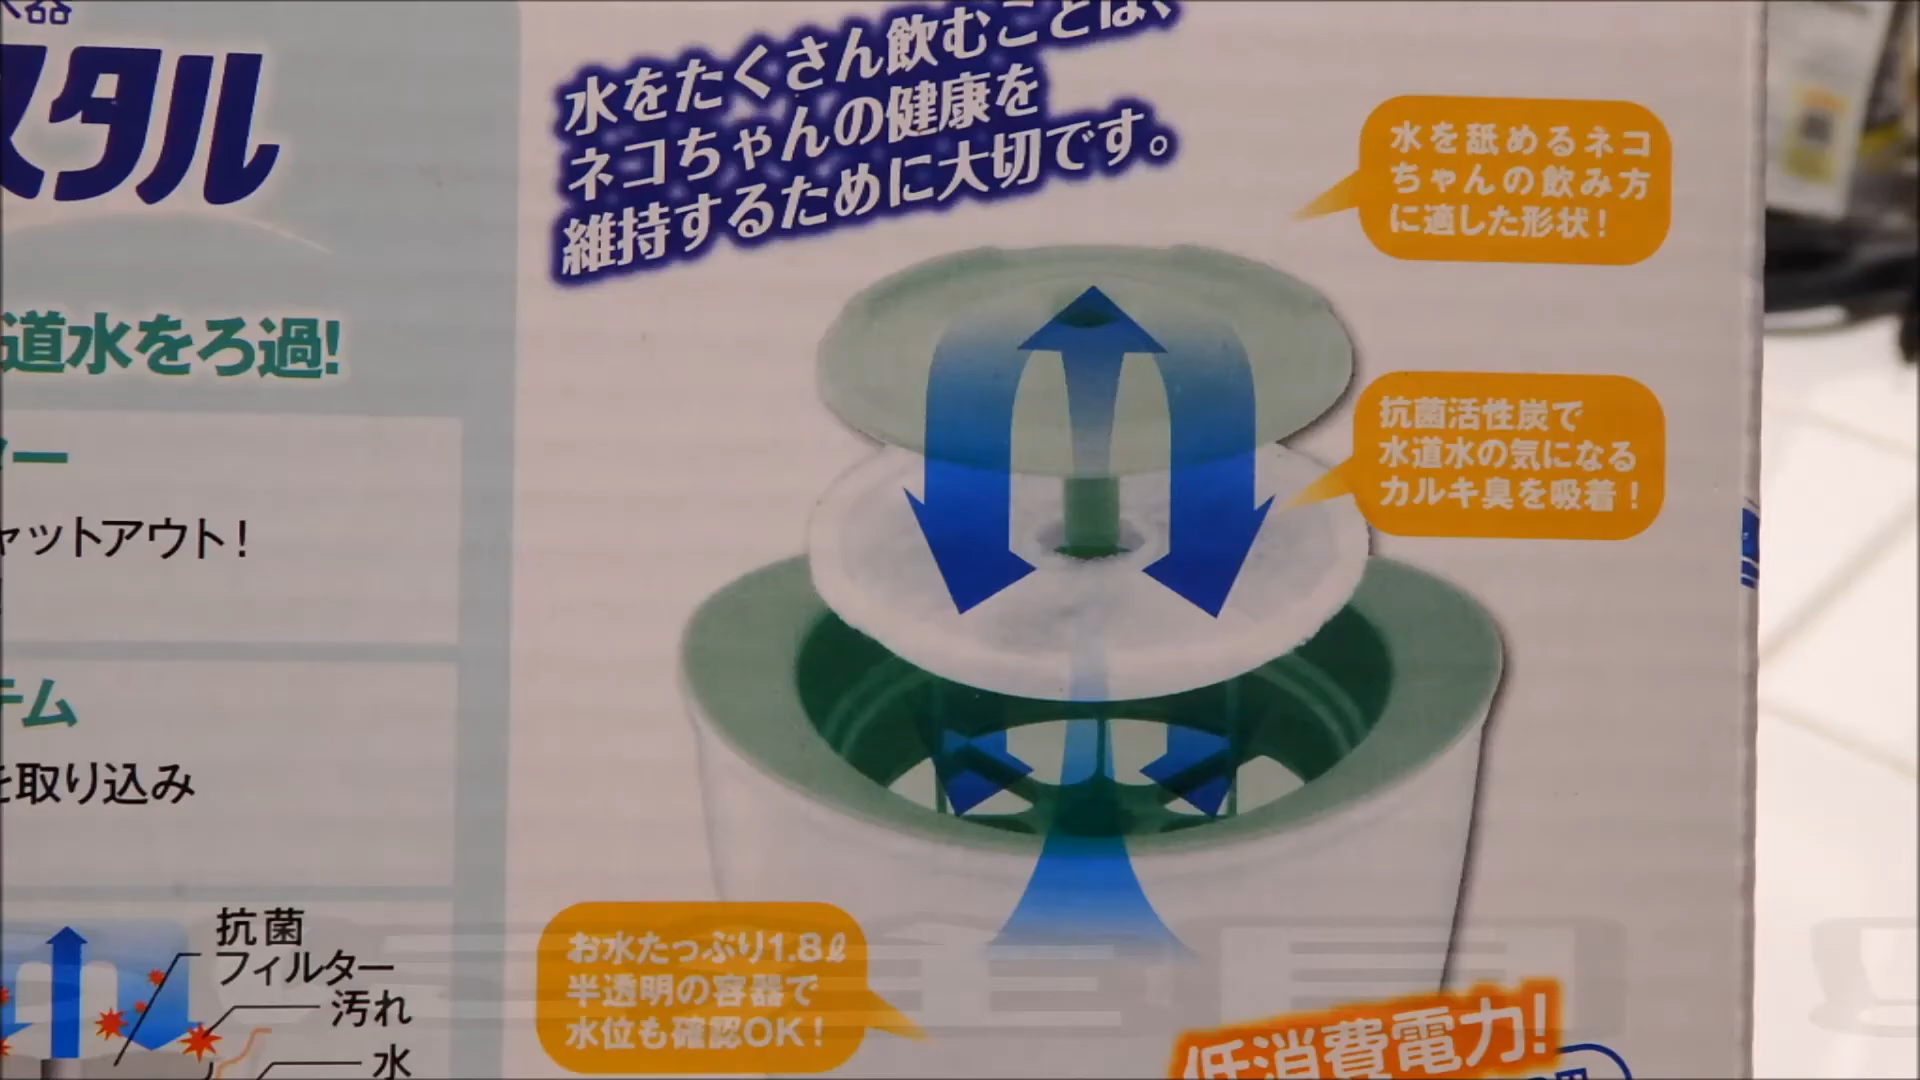 スタル
道水をろ過!
ャットアウト!
テム
を取り込み
抗菌
フィルター
汚れ
水
水をたくさん飲むことは、
ネコちゃんの健康を
維持するために大切です。
水を舐めるネコ
ちゃんの飲み方
に適した形状!
抗菌活性炭で
水道水の気になる
カルキ臭を吸着!
お水たっぷり1.8ℓ
半透明の容器で
水位も確認OK!
低消費電力!